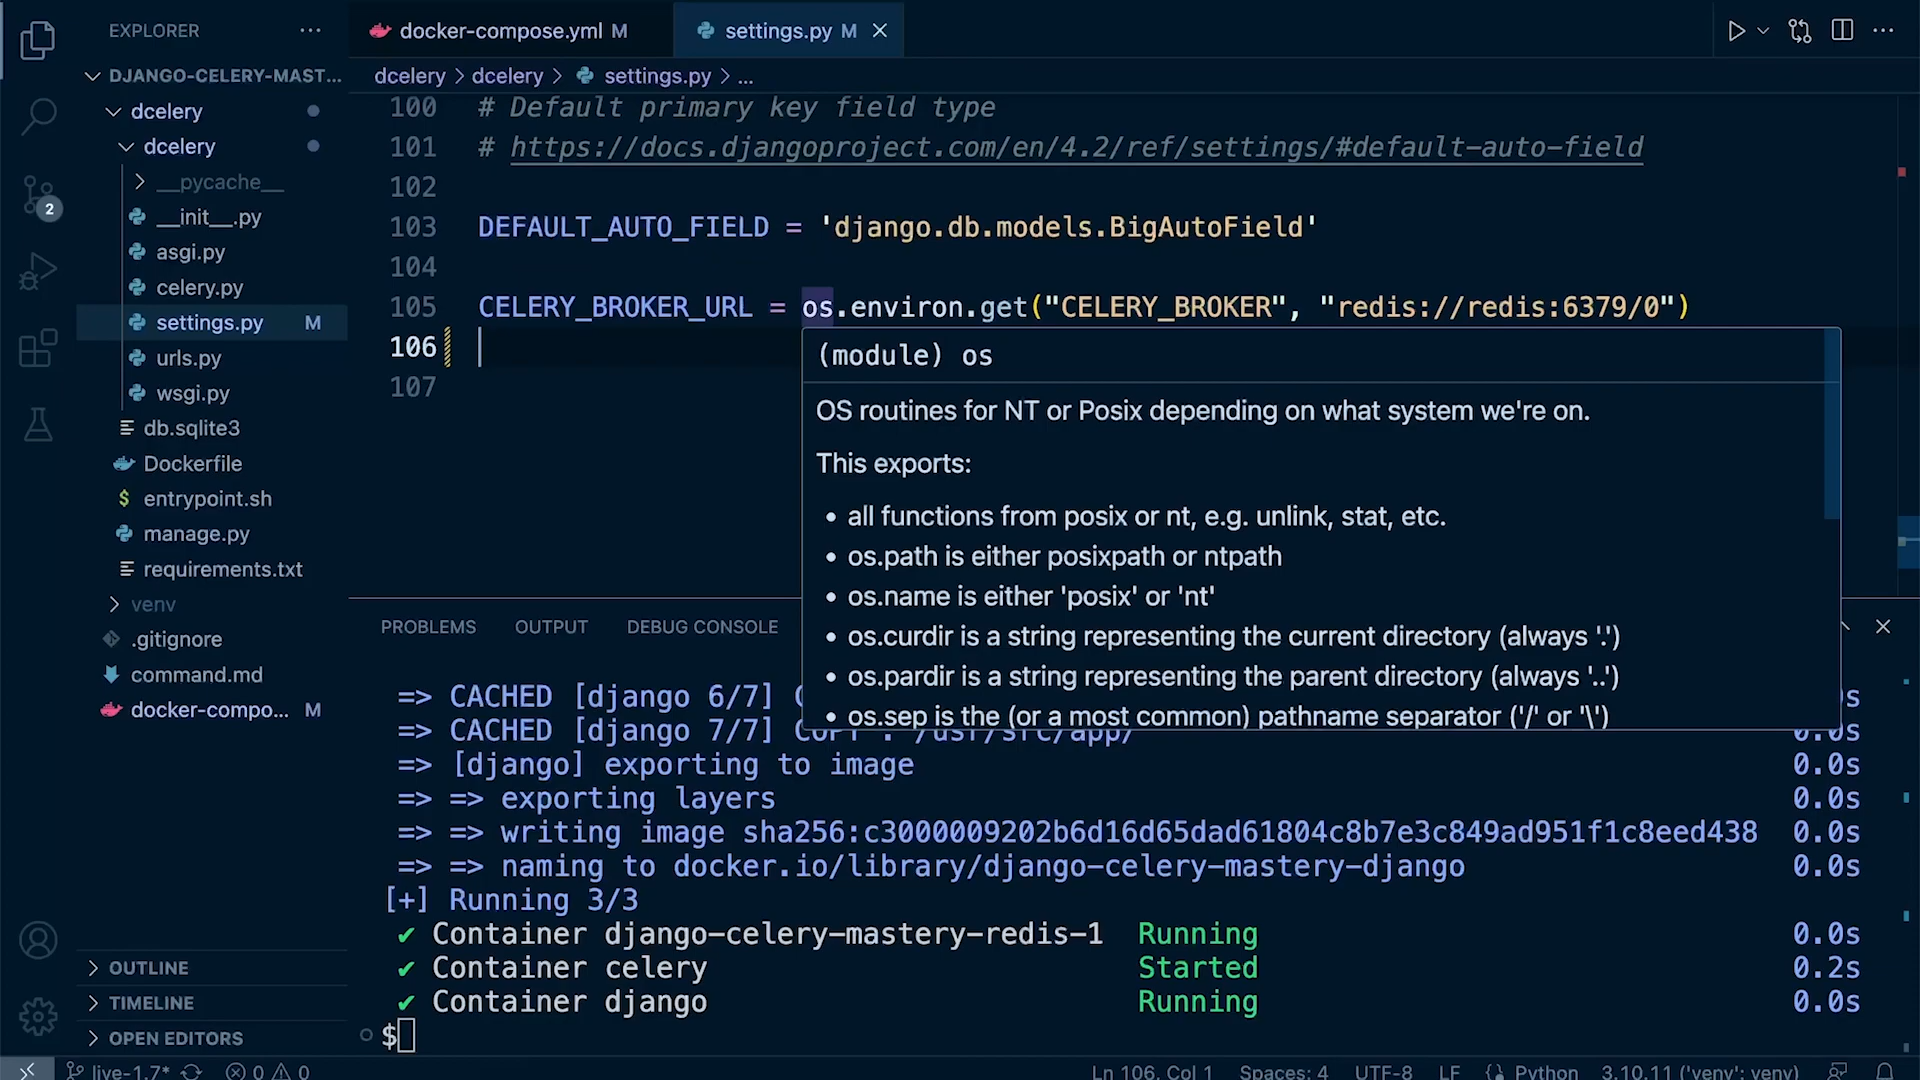 EXPLORER
DJANGO-CELERY-MAST...
dcelery
dcelery
__pycache__
__init__.py
asgi.py
celery.py
settings.py M
urls.py
wsgi.py
db.sqlite3
Dockerfile
entrypoint.sh
manage.py
requirements.txt
venv
.gitignore
command.md
docker-compo... M
OUTLINE
TIMELINE
OPEN EDITORS
2
docker-compose.yml M
settings.py M
dcelery > dcelery > settings.py > ...
100 # Default primary key field type
101 # https://docs.djangoproject.com/en/4.2/ref/settings/#default-auto-field
102
103 DEFAULT_AUTO_FIELD = 'django.db.models.BigAutoField'
104
105 CELERY_BROKER_URL = os.environ.get("CELERY_BROKER", "redis://redis:6379/0")
106
107
(module) os
OS routines for NT or Posix depending on what system we're on.
This exports:
• all functions from posix or nt, e.g. unlink, stat, etc.
• os.path is either posixpath or ntpath
• os.name is either 'posix' or 'nt'
• os.curdir is a string representing the current directory (always '.')
• os.pardir is a string representing the parent directory (always '..')
• os.sep is the (or a most common) pathname separator ('/' or '\')
PROBLEMS OUTPUT DEBUG CONSOLE
=> CACHED [django 6/7]
=> CACHED [django 7/7] COPY . /usr/src/app/ 0.0s
=> [django] exporting to image 0.0s
=> => exporting layers 0.0s
=> => writing image sha256:c3000009202b6d16d65dad61804c8b7e3c849ad951f1c8eed438 0.0s
=> => naming to docker.io/library/django-celery-mastery-django 0.0s
[+] Running 3/3
✔ Container django-celery-mastery-redis-1 Running 0.0s
✔ Container celery Started 0.2s
✔ Container django Running 0.0s
$
live-1.7* 0 0 Ln 106, Col 1 Spaces: 4 UTF-8 LF Python 3.10.11 ('venv': venv)